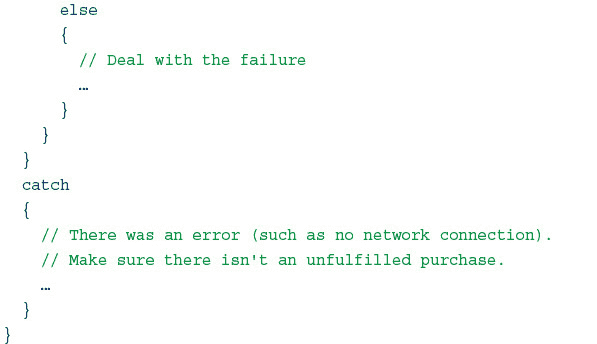 else
{
// Deal with the failure
…
}
}
}
catch
{
// There was an error (such as no network connection).
// Make sure there isn't an unfulfilled purchase.
…
}
}